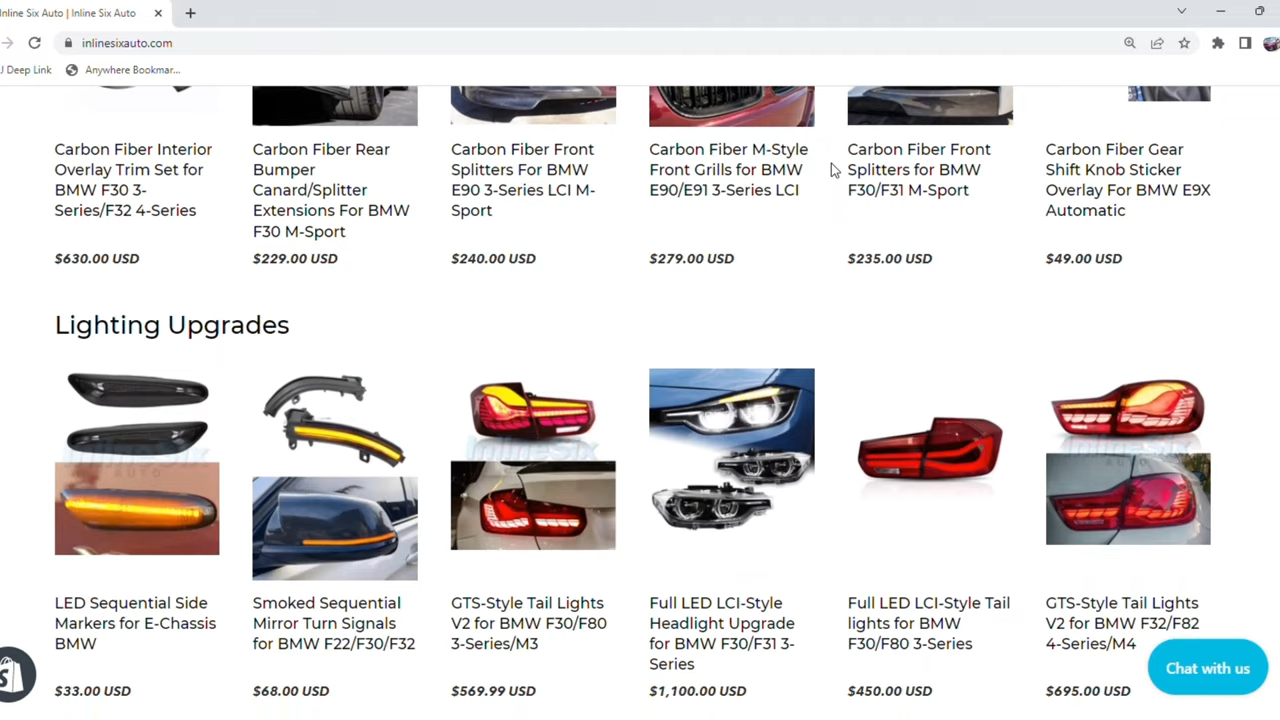 Inline Six Auto | Inline Six Auto
inlinesixauto.com
J Deep Link
Anywhere Bookmar...
Carbon Fiber Interior
Overlay Trim Set for
BMW F30 3-
Series/F32 4-Series
$630.00 USD
Carbon Fiber Rear
Bumper
Canard/Splitter
Extensions For BMW
F30 M-Sport
$229.00 USD
Carbon Fiber Front
Splitters For BMW
E90 3-Series LCI M-
Sport
$240.00 USD
Carbon Fiber M-Style
Front Grills for BMW
E90/E91 3-Series LCI
$279.00 USD
Carbon Fiber Front
Splitters for BMW
F30/F31 M-Sport
$235.00 USD
Carbon Fiber Gear
Shift Knob Sticker
Overlay For BMW E9X
Automatic
$49.00 USD
Lighting Upgrades
LED Sequential Side
Markers for E-Chassis
BMW
$33.00 USD
Smoked Sequential
Mirror Turn Signals
for BMW F22/F30/F32
$68.00 USD
GTS-Style Tail Lights
V2 for BMW F30/F80
3-Series/M3
$569.99 USD
Full LED LCI-Style
Headlight Upgrade
for BMW F30/F31 3-
Series
$1,100.00 USD
Full LED LCI-Style Tail
lights for BMW
F30/F80 3-Series
$450.00 USD
GTS-Style Tail Lights
V2 for BMW F32/F82
4-Series/M4
$695.00 USD
Chat with us